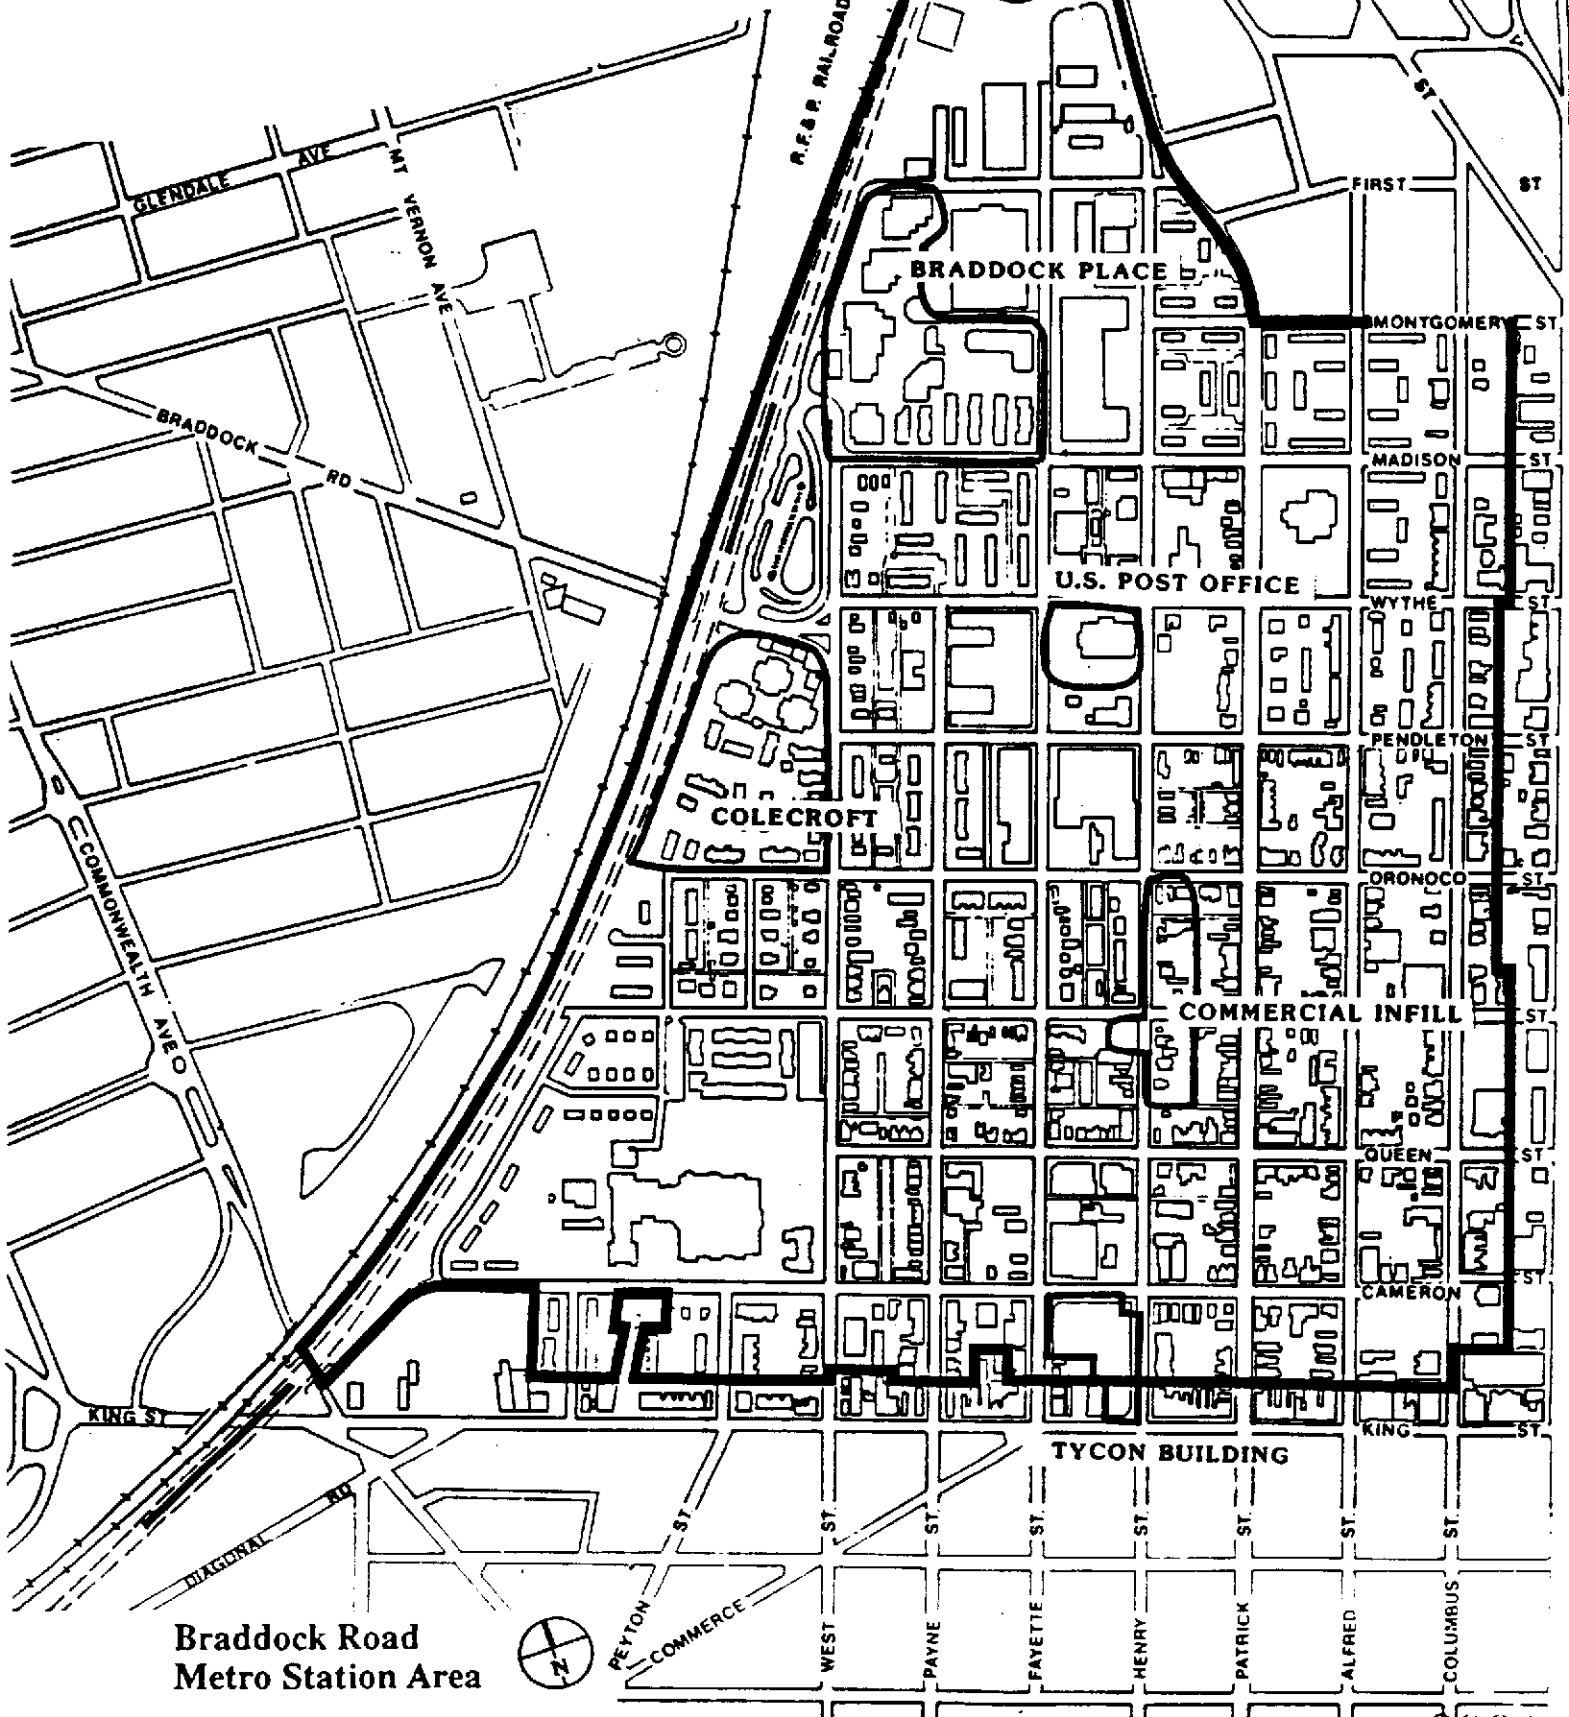 R.F.& P. RAILROAD
ST
GLENDALE AVE
MT VERNON AVE
FIRST ST
BRADDOCK PLACE
MONTGOMERY ST
BRADDOCK RD
MADISON ST
U.S. POST OFFICE
WYTHE ST
PENDLETON ST
COLECROFT
COMMONWEALTH AVE
ORONOCO ST
COMMERCIAL INFILL
ST
QUEEN ST
CAMERON ST
KING ST
KING ST
TYCON BUILDING
DIAGONAL RD
PEYTON ST
COMMERCE
WEST ST
PAYNE ST
FAYETTE ST
HENRY ST
PATRICK ST
ALFRED ST
COLUMBUS ST
Braddock Road
Metro Station Area
N